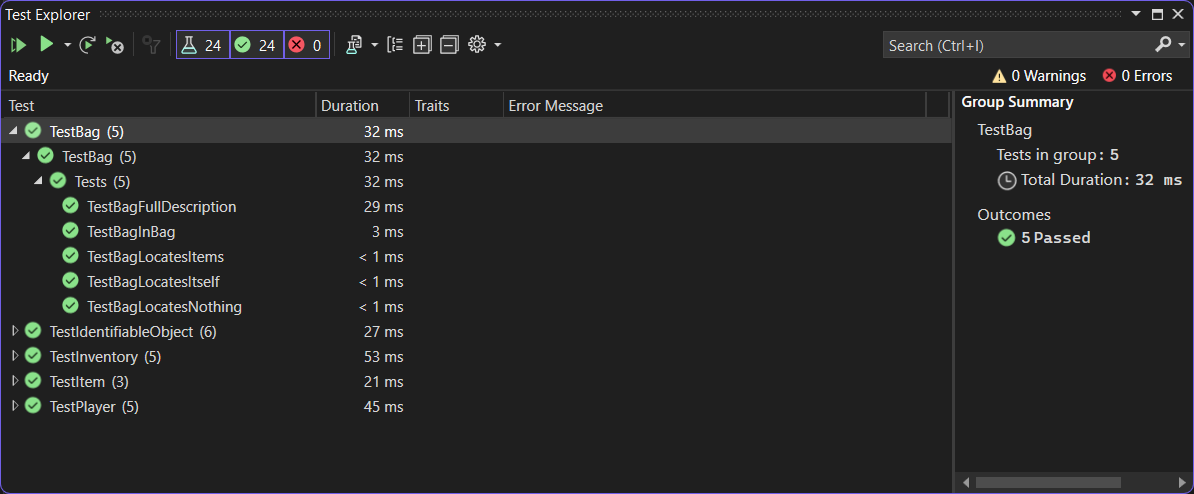 Test Explorer
24 24 0 Search (Ctrl+I)
Ready 0 Warnings 0 Errors
Test Duration Traits Error Message Group Summary
TestBag (5) 32 ms
TestBag (5) 32 ms
Tests (5) 32 ms
TestBagFullDescription 29 ms
TestBagInBag 3 ms
TestBagLocatesItems < 1 ms
TestBagLocatesItself < 1 ms
TestBagLocatesNothing < 1 ms
TestIdentifiableObject (6) 27 ms
TestInventory (5) 53 ms
TestItem (3) 21 ms
TestPlayer (5) 45 ms
TestBag
Tests in group: 5
Total Duration: 32 ms
Outcomes
5 Passed